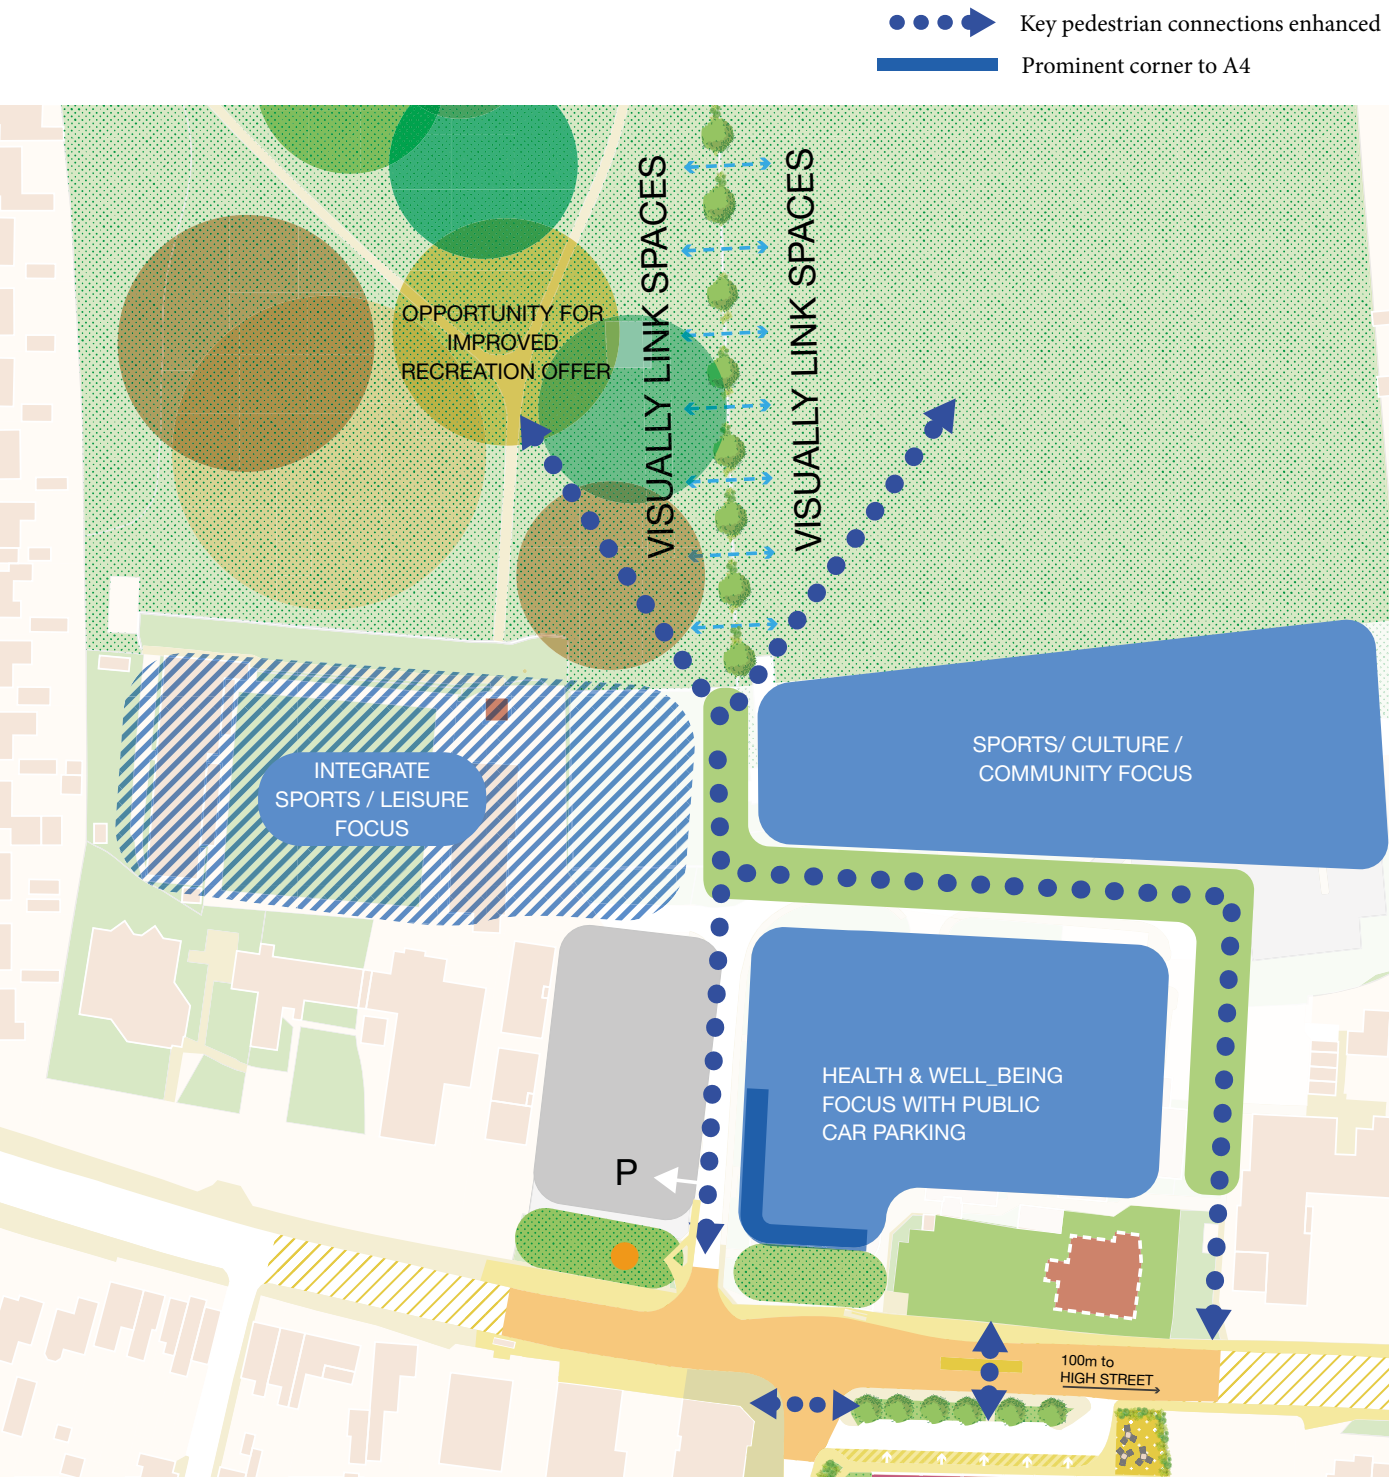 Key pedestrian connections enhanced
Prominent corner to A4
VISUALLY LINK SPACES
VISUALLY LINK SPACES
OPPORTUNITY FOR
IMPROVED
RECREATION OFFER
SPORTS/ CULTURE /
COMMUNITY FOCUS
INTEGRATE
SPORTS / LEISURE
FOCUS
HEALTH & WELL_BEING
FOCUS WITH PUBLIC
CAR PARKING
P
100m to
HIGH STREET